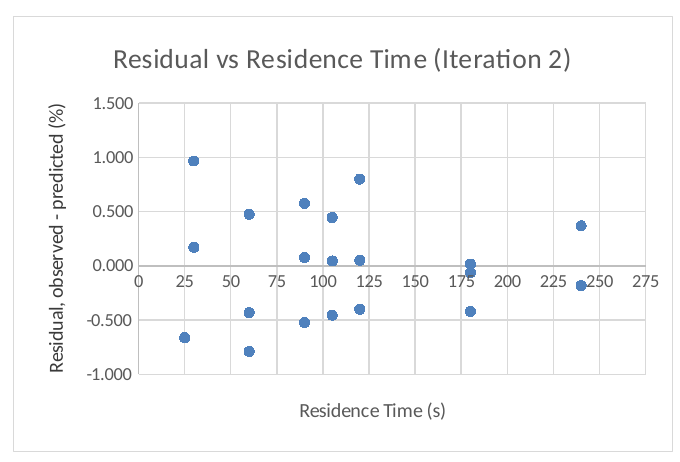 Residual vs Residence Time (Iteration 2)
Residual, observed - predicted (%)
1.500
1.000
0.500
0.000
-0.500
-1.000
0 25 50 75 100 125 150 175 200 225 250 275
Residence Time (s)